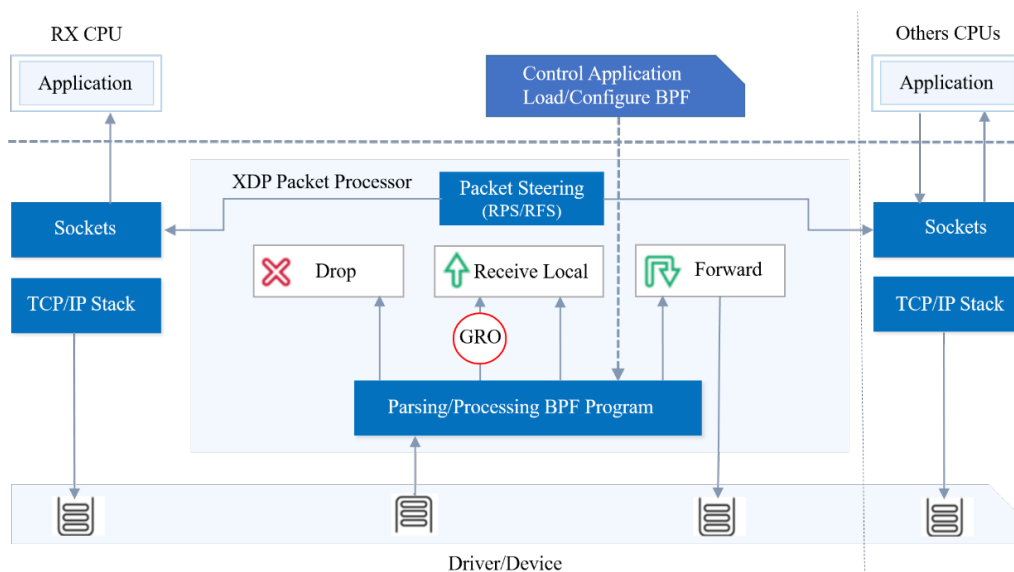 RX CPU
Others CPUs
Application
Control Application
Load/Configure BPF
Application
XDP Packet Processor
Packet Steering
(RPS/RFS)
Sockets
Sockets
Drop
Receive Local
Forward
TCP/IP Stack
TCP/IP Stack
GRO
Parsing/Processing BPF Program
Driver/Device